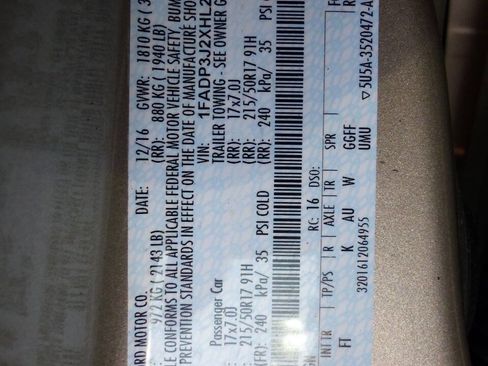 ORD MOTOR CO.
DATE: 12/16 GVWR: 1810 KG
972 KG ( 2143 LB) (RR): 880 KG ( 1940 LB)
LE CONFORMS TO ALL APPLICABLE FEDERAL MOTOR VEHICLE SAFETY, BUM
PREVENTION STANDARDS IN EFFECT ON THE DATE OF MANUFACTURE SHO
VIN: 1FADP3J2XHL2
Passenger Car TRAILER TOWING - SEE OWNER G
17x7.0J (RR): 17x7.0J
215/50R17 91H (RR): 215/50R17 91H
(FR): 240 kPa/ 35 PSI COLD (RR): 240 kPa/ 35 PSI
RC: 16 DSO:
INT TR TP/PS R AXLE TR SPR
FT K AU W GGFF
UMU
3201612064955 ▽5U5A-3520472-A